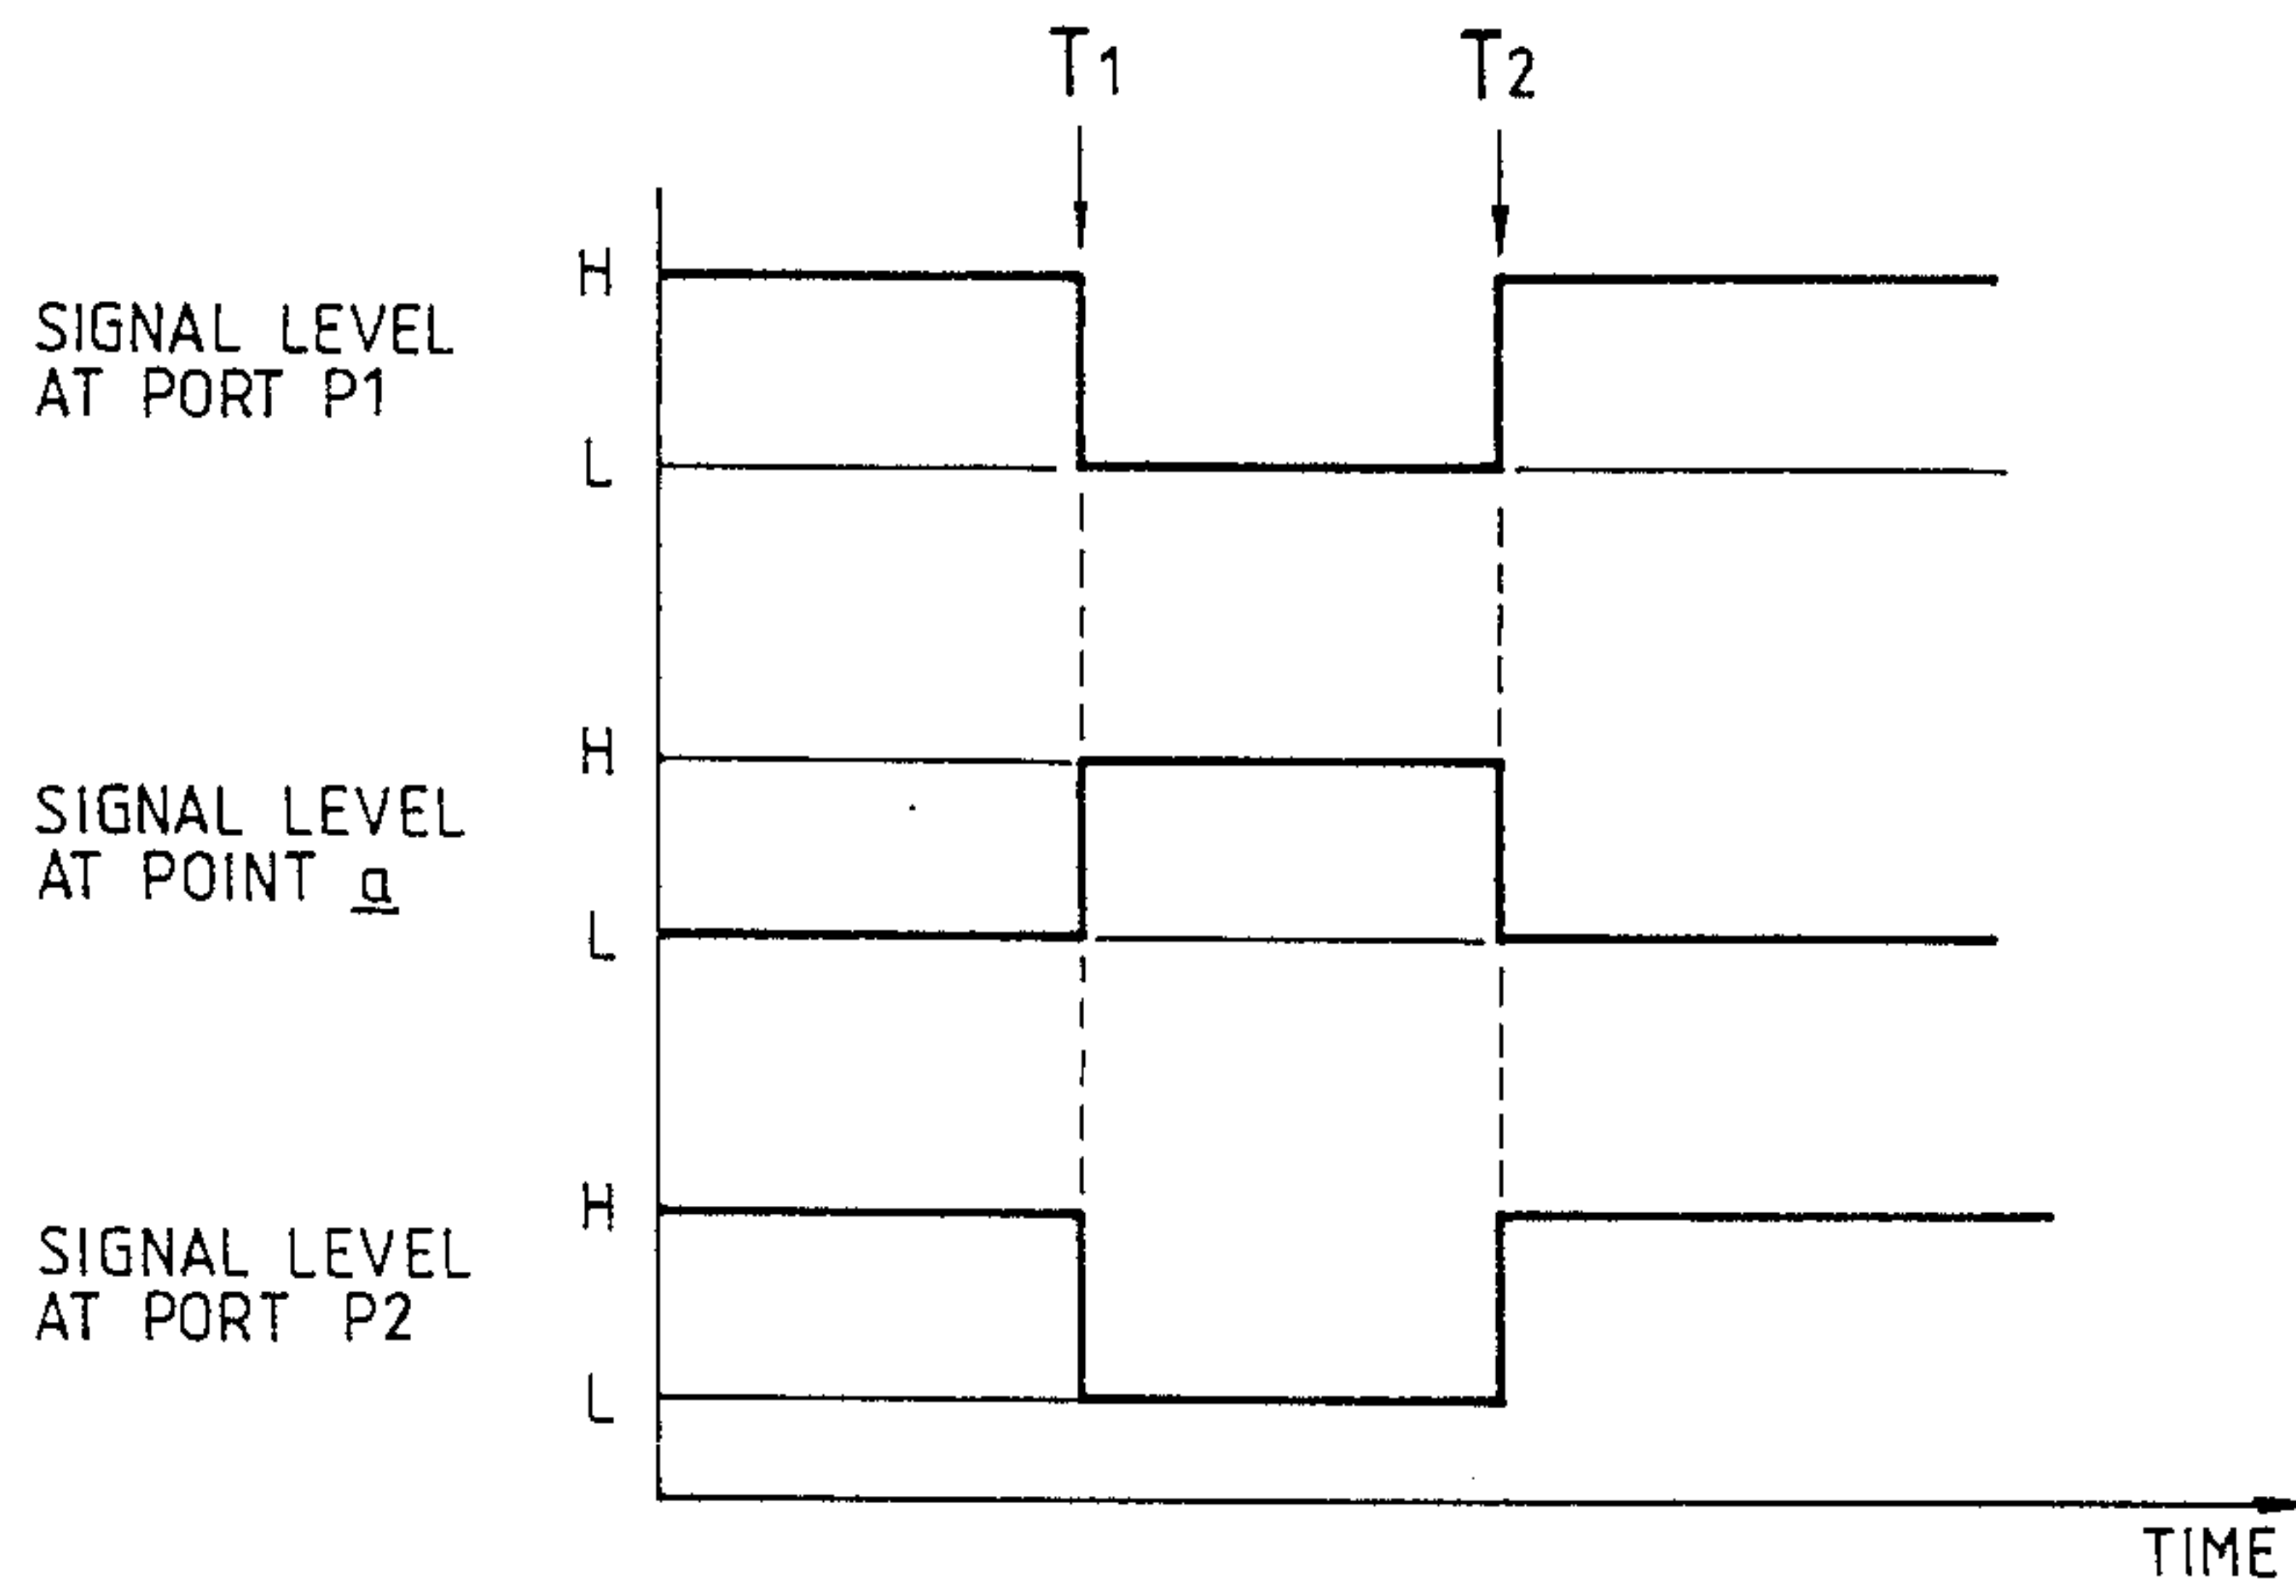 T1 T2
H
SIGNAL LEVEL
AT PORT P1
L
H
SIGNAL LEVEL
AT POINT a
L
H
SIGNAL LEVEL
AT PORT P2
L
TIME